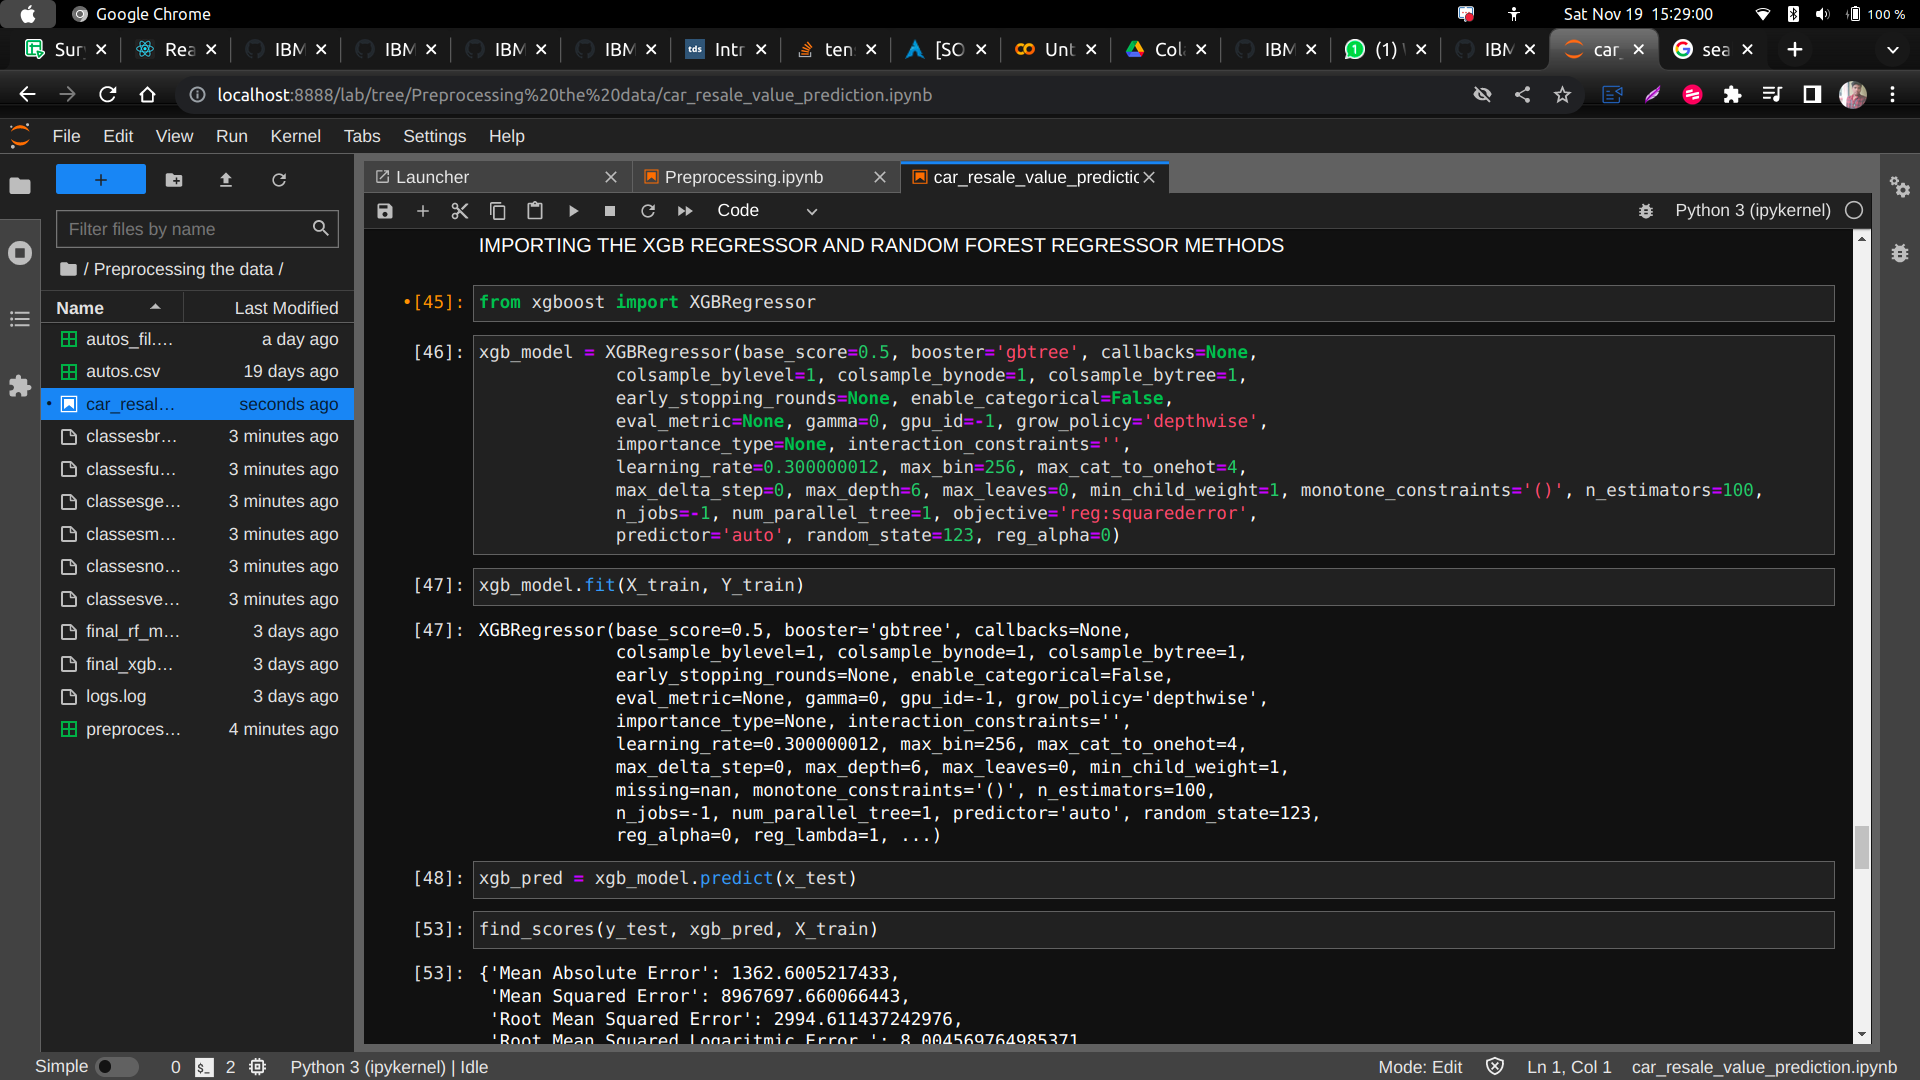 Google Chrome
Sat Nov 19 15:29:00
100 %
Sur
Rea
IBM
IBM
IBM
IBM
tds
Intr
ten
[SO
Unt
Col
IBM
(1)
IBM
car_
sea
localhost:8888/lab/tree/Preprocessing%20the%20data/car_resale_value_prediction.ipynb
File
Edit
View
Run
Kernel
Tabs
Settings
Help
Launcher
Preprocessing.ipynb
car_resale_value_predictic
Code
Python 3 (ipykernel)
Filter files by name
/ Preprocessing the data /
Name
Last Modified
autos_fil.... a day ago
autos.csv 19 days ago
car_resal... seconds ago
classesbr... 3 minutes ago
classesfu... 3 minutes ago
classesge... 3 minutes ago
classesm... 3 minutes ago
classesno... 3 minutes ago
classesve... 3 minutes ago
final_rf_m... 3 days ago
final_xgb... 3 days ago
logs.log 3 days ago
preproces... 4 minutes ago
IMPORTING THE XGB REGRESSOR AND RANDOM FOREST REGRESSOR METHODS
•[45]: from xgboost import XGBRegressor
[46]: xgb_model = XGBRegressor(base_score=0.5, booster='gbtree', callbacks=None,
colsample_bylevel=1, colsample_bynode=1, colsample_bytree=1,
early_stopping_rounds=None, enable_categorical=False,
eval_metric=None, gamma=0, gpu_id=-1, grow_policy='depthwise',
importance_type=None, interaction_constraints='',
learning_rate=0.300000012, max_bin=256, max_cat_to_onehot=4,
max_delta_step=0, max_depth=6, max_leaves=0, min_child_weight=1, monotone_constraints='()', n_estimators=100,
n_jobs=-1, num_parallel_tree=1, objective='reg:squarederror',
predictor='auto', random_state=123, reg_alpha=0)
[47]: xgb_model.fit(X_train, Y_train)
[47]: XGBRegressor(base_score=0.5, booster='gbtree', callbacks=None,
colsample_bylevel=1, colsample_bynode=1, colsample_bytree=1,
early_stopping_rounds=None, enable_categorical=False,
eval_metric=None, gamma=0, gpu_id=-1, grow_policy='depthwise',
importance_type=None, interaction_constraints='',
learning_rate=0.300000012, max_bin=256, max_cat_to_onehot=4,
max_delta_step=0, max_depth=6, max_leaves=0, min_child_weight=1,
missing=nan, monotone_constraints='()', n_estimators=100,
n_jobs=-1, num_parallel_tree=1, predictor='auto', random_state=123,
reg_alpha=0, reg_lambda=1, ...)
[48]: xgb_pred = xgb_model.predict(x_test)
[53]: find_scores(y_test, xgb_pred, X_train)
[53]: {'Mean Absolute Error': 1362.6005217433,
'Mean Squared Error': 8967697.660066443,
'Root Mean Squared Error': 2994.611437242976,
'Root Mean Squared Logaritmic Error ': 8.004569764985371
Simple
0
2
Python 3 (ipykernel) | Idle
Mode: Edit
Ln 1, Col 1
car_resale_value_prediction.ipynb